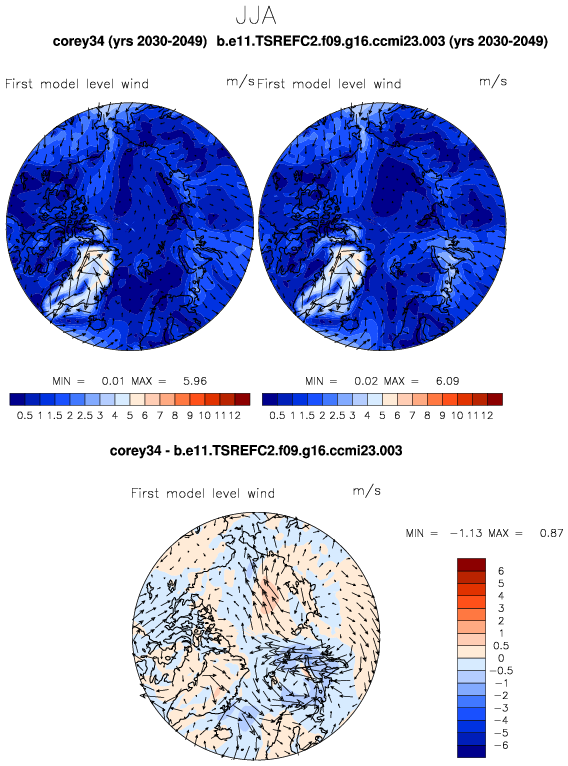 JJA
corey34 (yrs 2030-2049) b.e11.TSREFC2.f09.g16.ccmi23.003 (yrs 2030-2049)
First model level wind m/s First model level wind m/s
MIN = 0.01 MAX = 5.96 MIN = 0.02 MAX = 6.09
0.5 1 1.5 2 2.5 3 4 5 6 7 8 9 10 11 12 0.5 1 1.5 2 2.5 3 4 5 6 7 8 9 10 11 12
corey34 - b.e11.TSREFC2.f09.g16.ccmi23.003
First model level wind m/s
MIN = -1.13 MAX = 0.87
6
5
4
3
2
1
0.5
0
-0.5
-1
-2
-3
-4
-5
-6